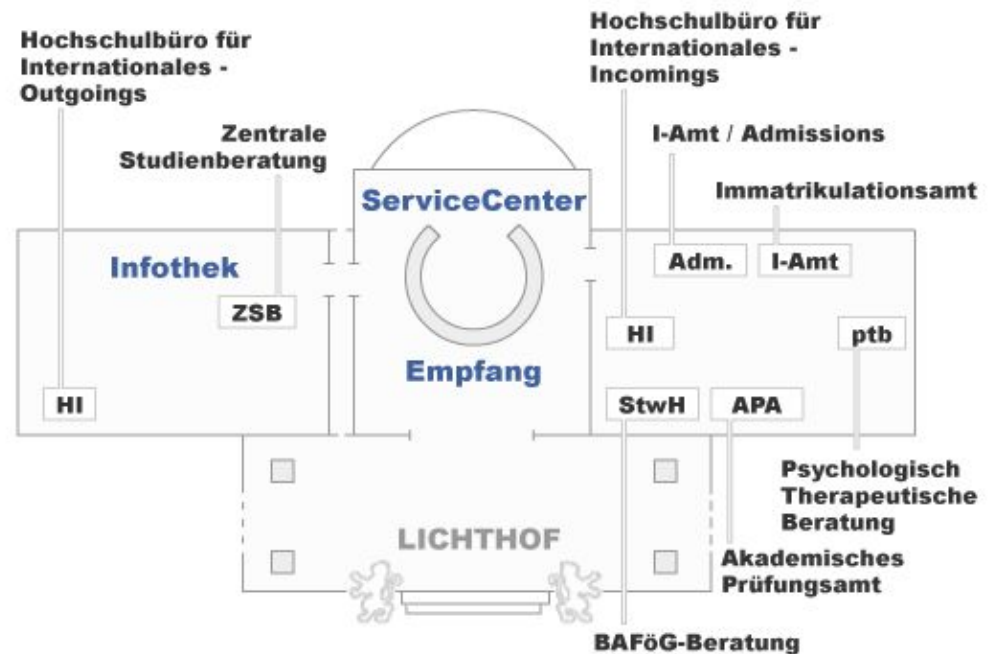 Hochschulbüro für
Internationales -
Outgoings
Zentrale
Studienberatung
Hochschulbüro für
Internationales -
Incomings
I-Amt / Admissions
Immatrikulationsamt
ServiceCenter
Infothek
Adm.
I-Amt
ZSB
HI
ptb
Empfang
HI
StwH
APA
Psychologisch
Therapeutische
Beratung
LICHTHOF
Akademisches
Prüfungsamt
BAFöG-Beratung